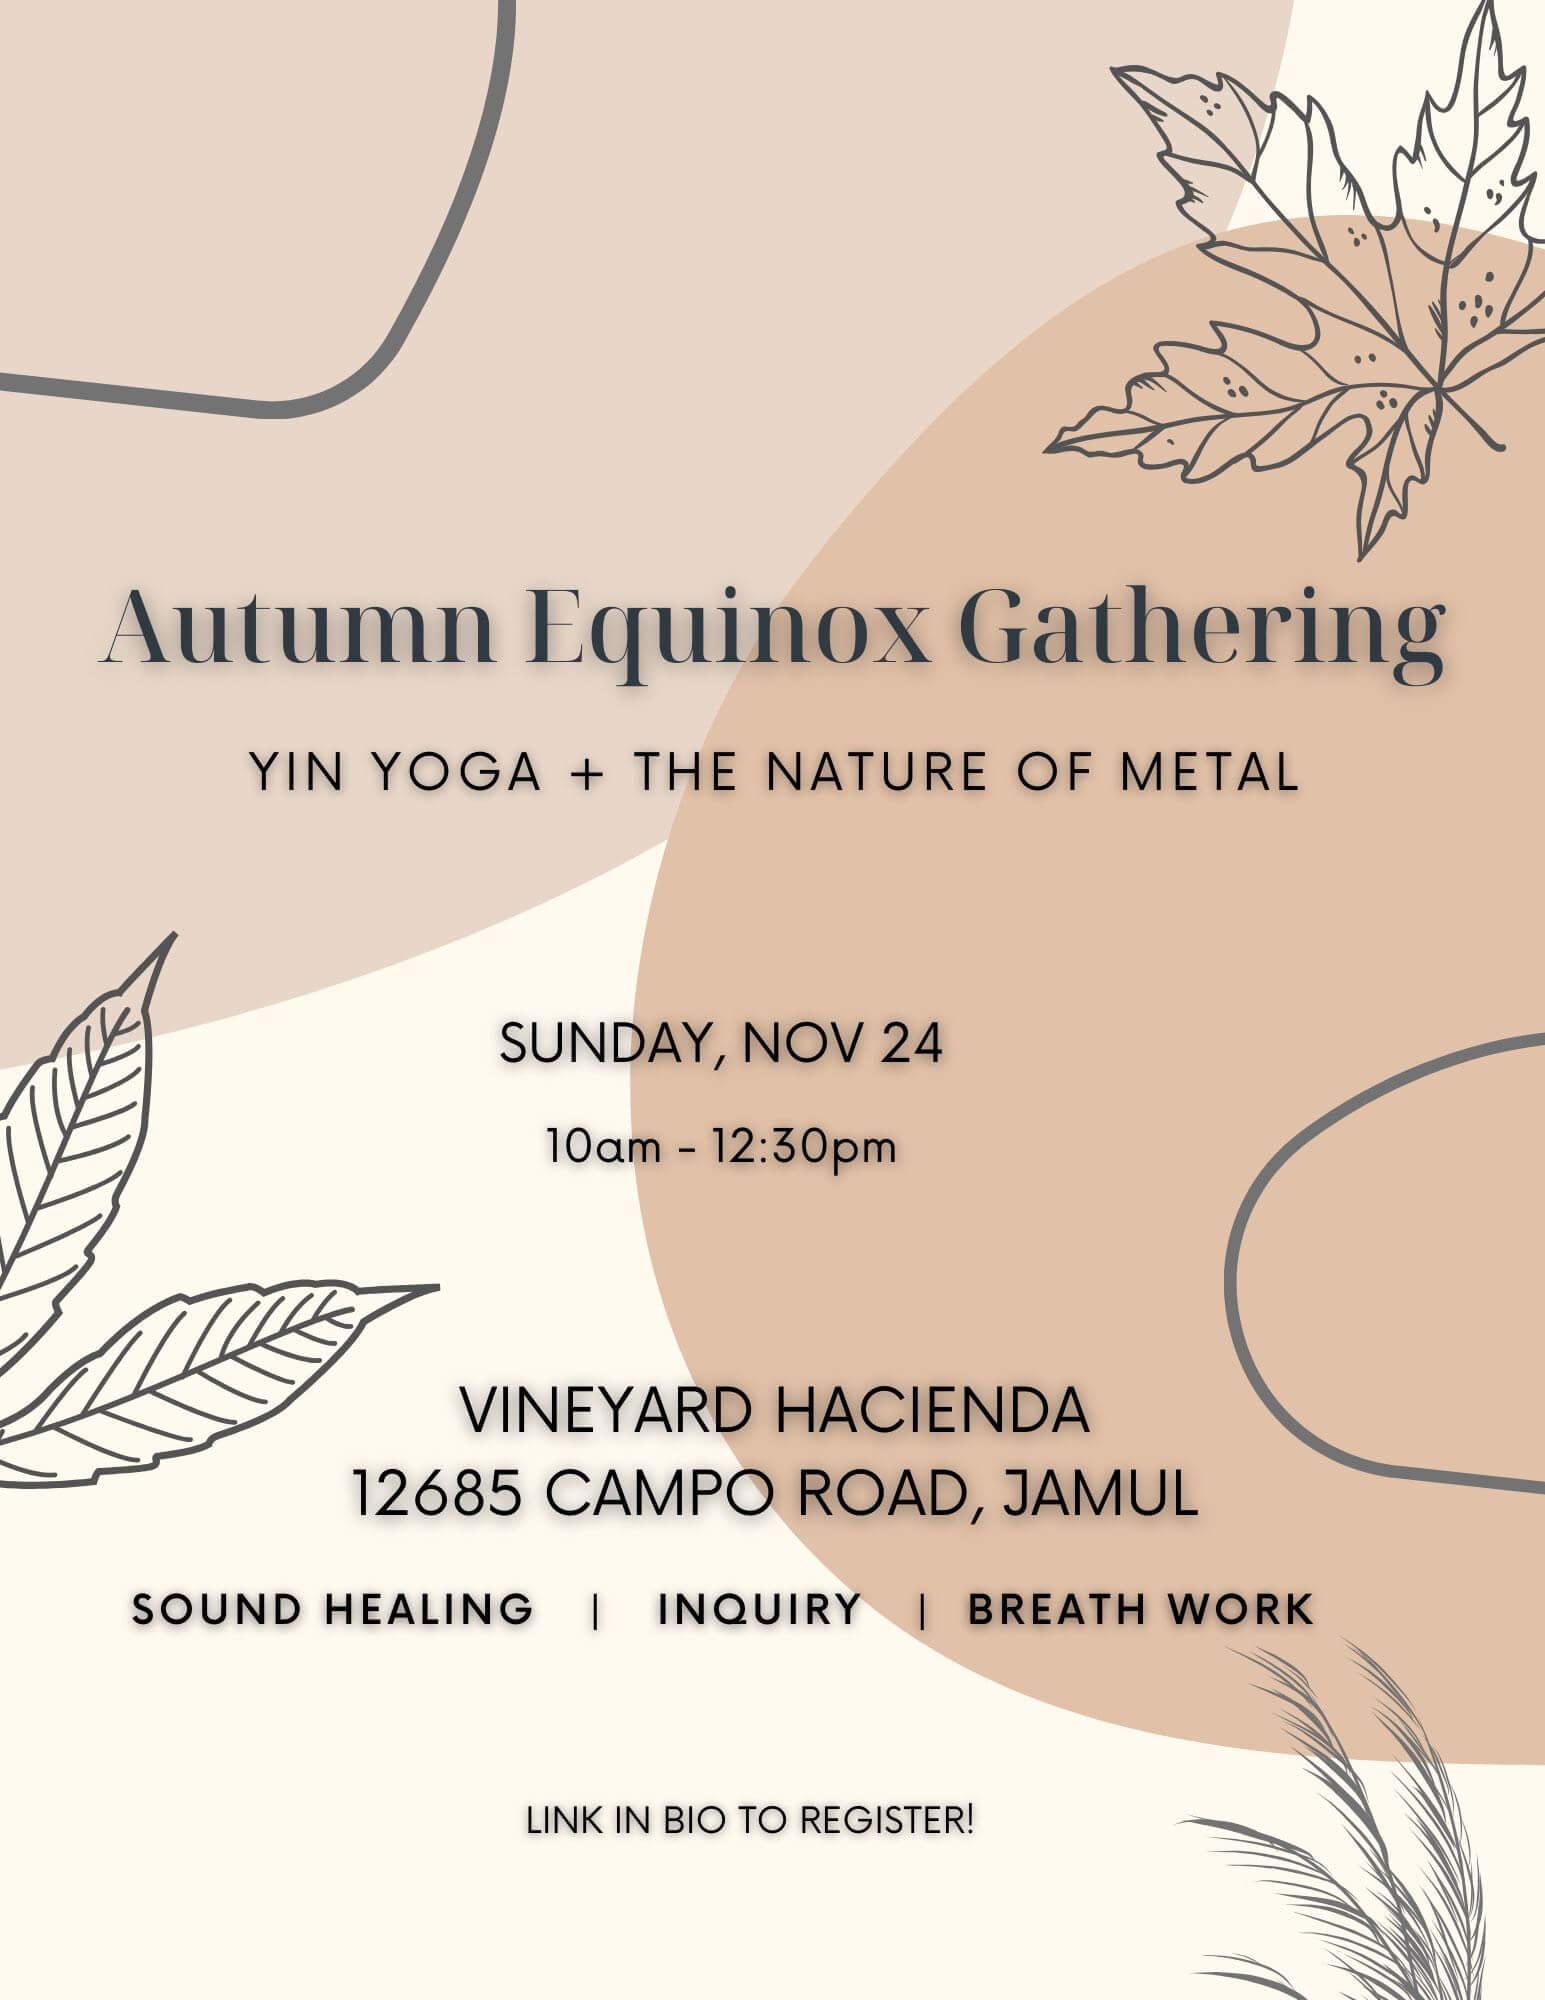 Autumn Equinox Gathering
YIN YOGA + THE NATURE OF METAL
SUNDAY, NOV 24
10am - 12:30pm
VINEYARD HACIENDA
12685 CAMPO ROAD, JAMUL
SOUND HEALING | INQUIRY | BREATH WORK
LINK IN BIO TO REGISTER!